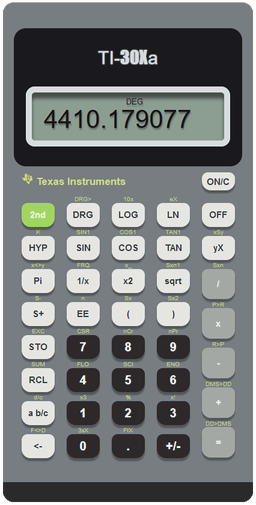 TI-30Xa
DEG
4410.179077
Texas Instruments
ON/C
DRG> 10x eX
2nd DRG LOG LN OFF
SIN1 COS1 TAN1 xSy
HYP SIN COS TAN yX
x<>y FRQ Sxn1 Sxn
Pi 1/x x2 sqrt /
S- n Sx Sx2 P>R
S+ EE ( ) x
EXC CSR nCr nPr R>P
STO 7 8 9 -
SUM FLO SCI ENG DMS>DD
RCL 4 5 6 +
d/c x3 % x! DD>DMS
a b/c 1 2 3 =
F<>D 3xX FIX
<- 0 . +/-